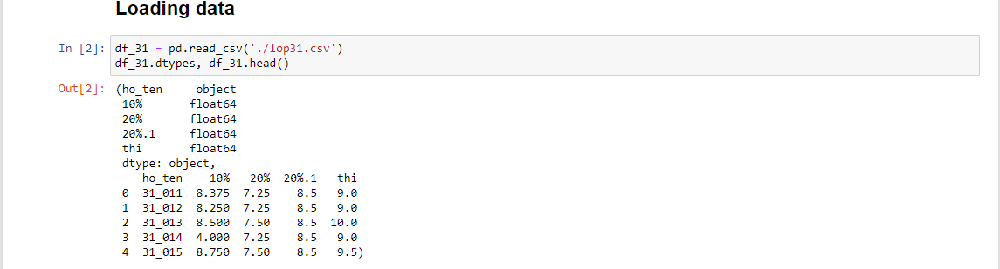 Loading data
In [2]: df_31 = pd.read_csv('./lop31.csv')
df_31.dtypes, df_31.head()
Out[2]: (ho_ten     object
10%       float64
20%       float64
20%.1     float64
thi       float64
dtype: object,
   ho_ten    10%   20%  20%.1   thi
0  31_011  8.375  7.25    8.5   9.0
1  31_012  8.250  7.25    8.5   9.0
2  31_013  8.500  7.50    8.5  10.0
3  31_014  4.000  7.25    8.5   9.0
4  31_015  8.750  7.50    8.5   9.5)